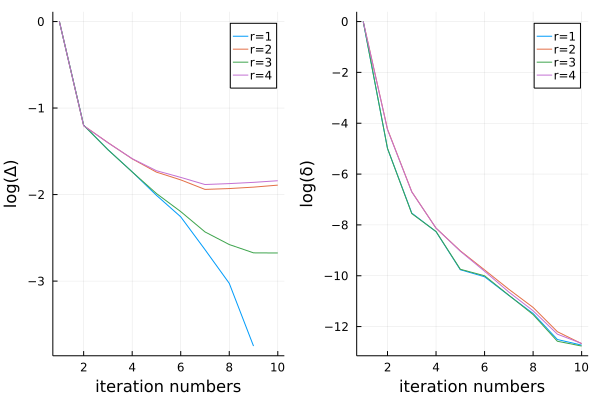 0
−1
−2
−3
log(Δ)
2
4
6
8
10
iteration numbers
r=1
r=2
r=3
r=4
0
−2
−4
−6
−8
−10
−12
log(δ)
2
4
6
8
10
iteration numbers
r=1
r=2
r=3
r=4